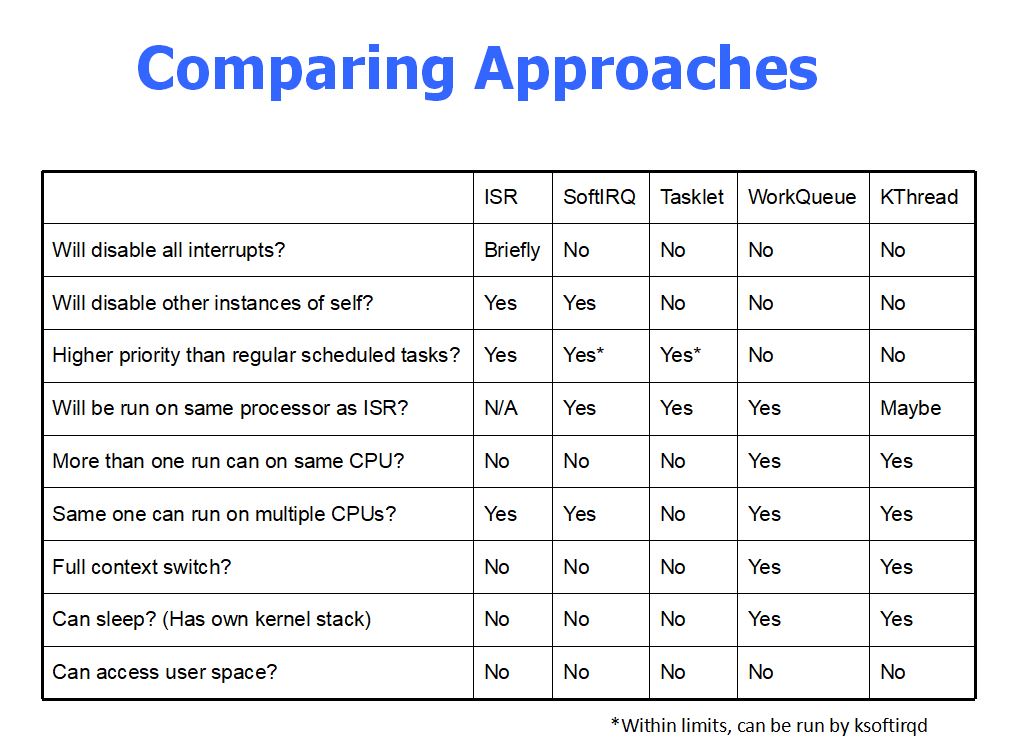 Comparing Approaches
ISR SoftIRQ Tasklet WorkQueue KThread
Will disable all interrupts? Briefly No No No No
Will disable other instances of self? Yes Yes No No No
Higher priority than regular scheduled tasks? Yes Yes* Yes* No No
Will be run on same processor as ISR? N/A Yes Yes Yes Maybe
More than one run can on same CPU? No No No Yes Yes
Same one can run on multiple CPUs? Yes Yes No Yes Yes
Full context switch? No No No Yes Yes
Can sleep? (Has own kernel stack) No No No Yes Yes
Can access user space? No No No No No
*Within limits, can be run by ksoftirqd